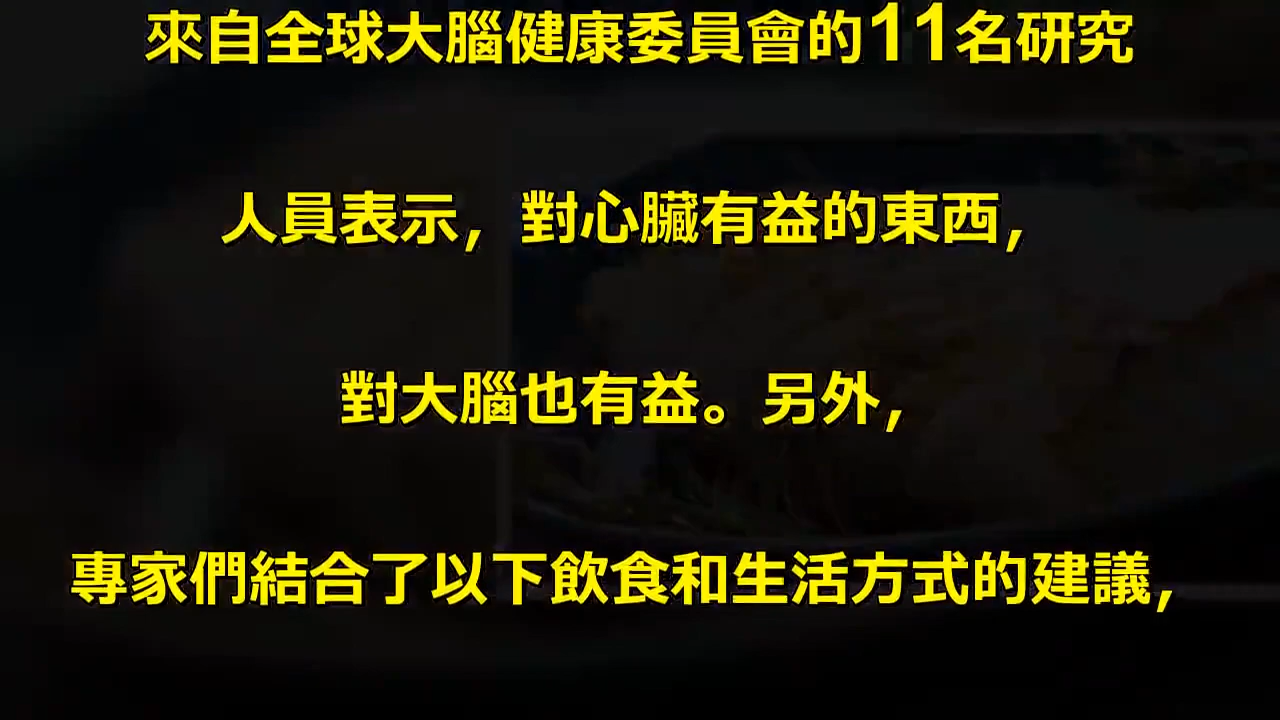 來自全球大腦健康委員會的11名研究
人員表示，對心臟有益的東西，
對大腦也有益。另外，
專家們結合了以下飲食和生活方式的建議，